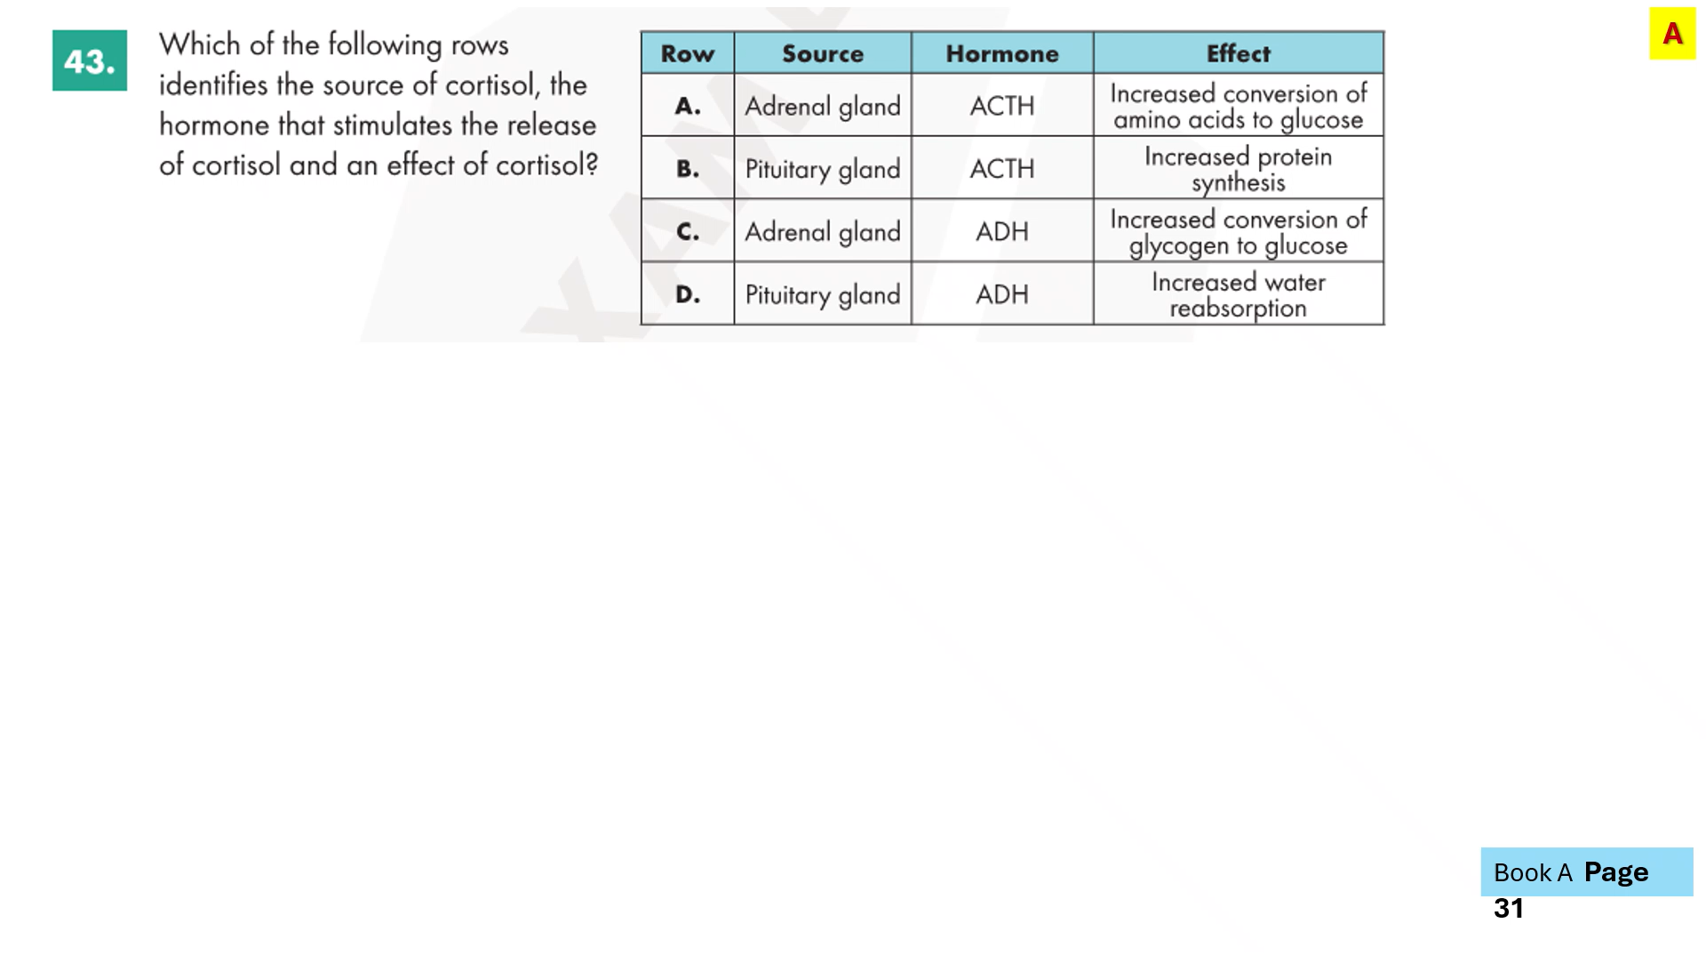 43.
Which of the following rows
identifies the source of cortisol, the
hormone that stimulates the release
of cortisol and an effect of cortisol?
Row Source Hormone Effect
A. Adrenal gland ACTH Increased conversion of
amino acids to glucose
B. Pituitary gland ACTH Increased protein
synthesis
C. Adrenal gland ADH Increased conversion of
glycogen to glucose
D. Pituitary gland ADH Increased water
reabsorption
A
Book A Page
31